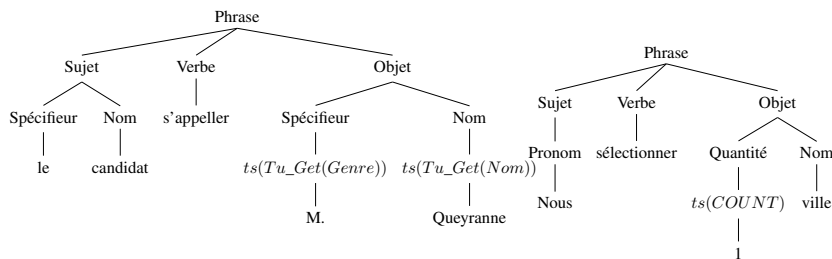 Phrase
Sujet Verbe Objet
Spécifieur Nom s'appeller Spécifieur Nom
le candidat ts(Tu_Get(Genre)) ts(Tu_Get(Nom))
M. Queyranne
Phrase
Sujet Verbe Objet
Pronom sélectionner Quantité Nom
Nous ts(COUNT) ville
1